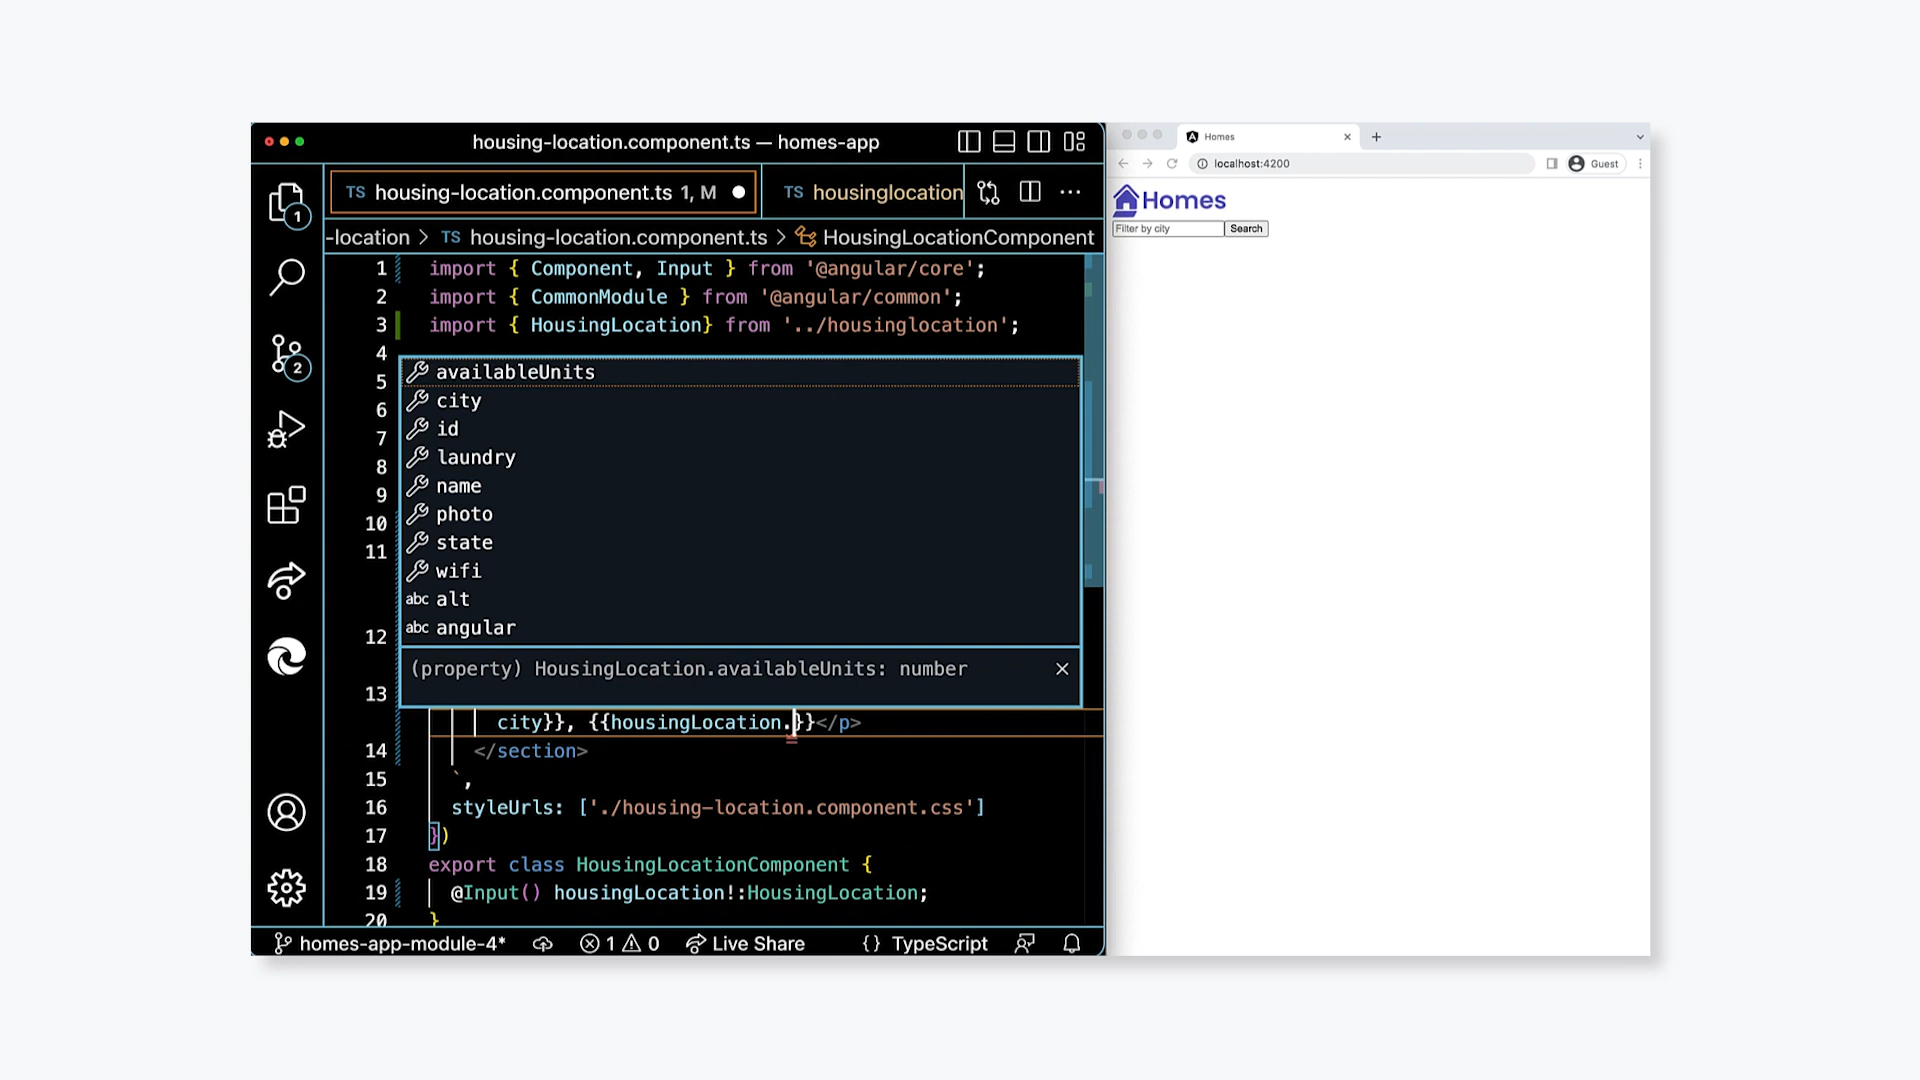 housing-location.component.ts — homes-app
TS housing-location.component.ts 1, M
TS housinglocation
-location > TS housing-location.component.ts > HousingLocationComponent
1 import { Component, Input } from '@angular/core';
2 import { CommonModule } from '@angular/common';
3 import { HousingLocation} from '../housinglocation';
4
5
6
7
8
9
10
11
12
13
availableUnits
city
id
laundry
name
photo
state
wifi
abc alt
abc angular
(property) HousingLocation.availableUnits: number
city}}, {{housingLocation.}}</p>
14 </section>
15 `,
16 styleUrls: ['./housing-location.component.css']
17 })
18 export class HousingLocationComponent {
19 @Input() housingLocation!:HousingLocation;
20 }
1
2
homes-app-module-4* 1 0 Live Share {} TypeScript
Homes
localhost:4200
Guest
Homes
Filter by city Search